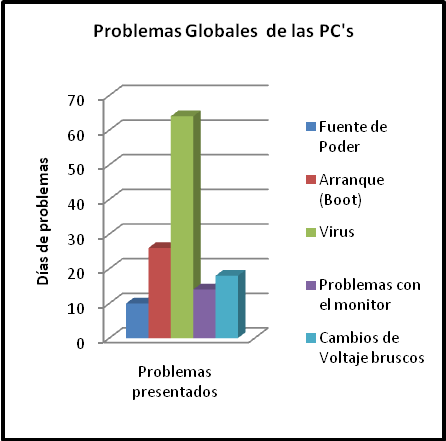 Problemas Globales  de las PC's
Días de problemas
70
60
50
40
30
20
10
0
Problemas
presentados
Fuente de
Poder
Arranque
(Boot)
Virus
Problemas con
el monitor
Cambios de
Voltaje bruscos